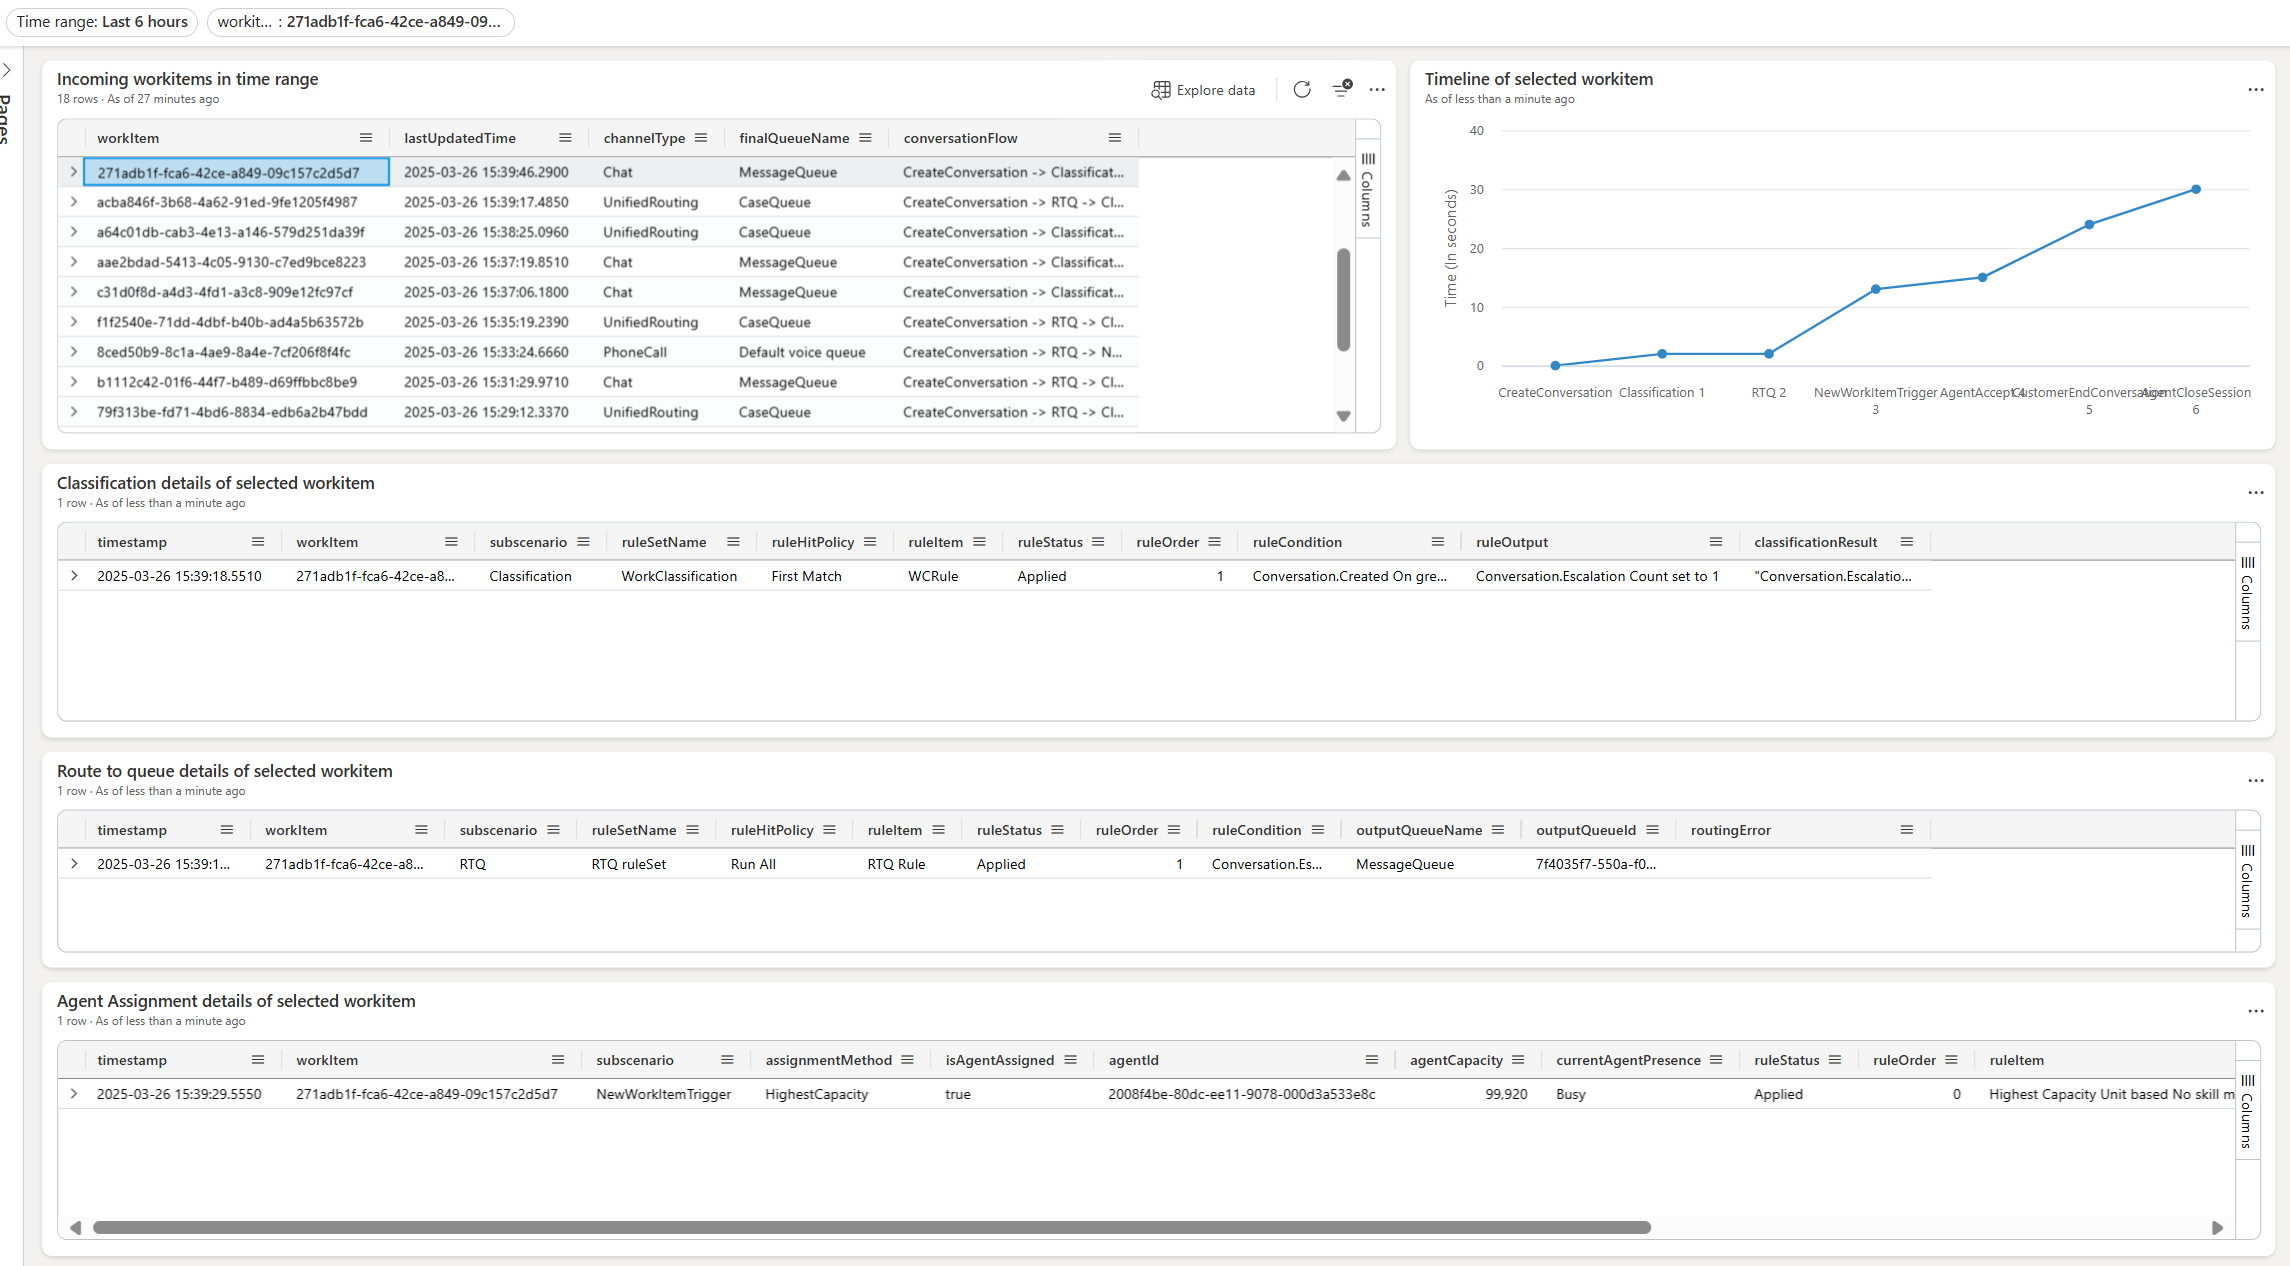 Time range: Last 6 hours
workit... : 271adb1f-fca6-42ce-a849-09...
Pages
Incoming workitems in time range
18 rows · As of 27 minutes ago
Explore data
workItem lastUpdatedTime channelType finalQueueName conversationFlow
271adb1f-fca6-42ce-a849-09c157c2d5d7 2025-03-26 15:39:46.2900 Chat MessageQueue CreateConversation -> Classificat...
acba846f-3b68-4a62-91ed-9fe1205f4987 2025-03-26 15:39:17.4850 UnifiedRouting CaseQueue CreateConversation -> RTQ -> Cl...
a64c01db-cab3-4e13-a146-579d251da39f 2025-03-26 15:38:25.0960 UnifiedRouting CaseQueue CreateConversation -> Classificat...
aae2bdad-5413-4c05-9130-c7ed9bce8223 2025-03-26 15:37:19.8510 Chat MessageQueue CreateConversation -> Classificat...
c31d0f8d-a4d3-4fd1-a3c8-909e12fc97cf 2025-03-26 15:37:06.1800 Chat MessageQueue CreateConversation -> Classificat...
f1f2540e-71dd-4dbf-b40b-ad4a5b63572b 2025-03-26 15:35:19.2390 UnifiedRouting CaseQueue CreateConversation -> RTQ -> Cl...
8ced50b9-8c1a-4ae9-8a4e-7cf206f8f4fc 2025-03-26 15:33:24.6660 PhoneCall Default voice queue CreateConversation -> RTQ -> N...
b1112c42-01f6-44f7-b489-d69ffbbc8be9 2025-03-26 15:31:29.9710 Chat MessageQueue CreateConversation -> RTQ -> Cl...
79f313be-fd71-4bd6-8834-edb6a2b47bdd 2025-03-26 15:29:12.3370 UnifiedRouting CaseQueue CreateConversation -> RTQ -> Cl...
Columns
Timeline of selected workitem
As of less than a minute ago
Time (In seconds)
40
30
20
10
0
CreateConversation
Classification 1
RTQ 2
NewWorkItemTrigger 3
AgentAccept 4
CustomerEndConversation 5
AgentCloseSession 6
Classification details of selected workitem
1 row · As of less than a minute ago
timestamp workItem subscenario ruleSetName ruleHitPolicy ruleItem ruleStatus ruleOrder ruleCondition ruleOutput classificationResult
2025-03-26 15:39:18.5510 271adb1f-fca6-42ce-a8... Classification WorkClassification First Match WCRule Applied 1 Conversation.Created On gre... Conversation.Escalation Count set to 1 "Conversation.Escalatio...
Columns
Route to queue details of selected workitem
1 row · As of less than a minute ago
timestamp workItem subscenario ruleSetName ruleHitPolicy ruleItem ruleStatus ruleOrder ruleCondition outputQueueName outputQueueId routingError
2025-03-26 15:39:1... 271adb1f-fca6-42ce-a8... RTQ RTQ ruleSet Run All RTQ Rule Applied 1 Conversation.Es... MessageQueue 7f4035f7-550a-f0...
Columns
Agent Assignment details of selected workitem
1 row · As of less than a minute ago
timestamp workItem subscenario assignmentMethod isAgentAssigned agentId agentCapacity currentAgentPresence ruleStatus ruleOrder ruleItem
2025-03-26 15:39:29.5550 271adb1f-fca6-42ce-a849-09c157c2d5d7 NewWorkItemTrigger HighestCapacity true 2008f4be-80dc-ee11-9078-000d3a533e8c 99,920 Busy Applied 0 Highest Capacity Unit based No skill m
Columns